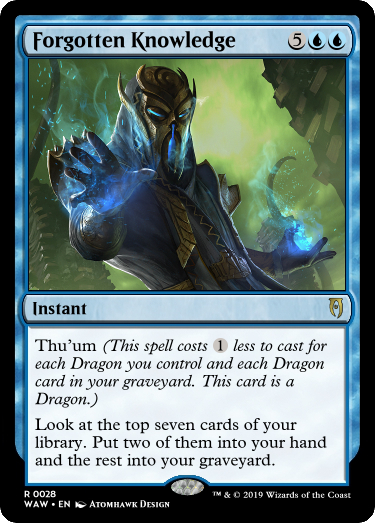 Forgotten Knowledge 5
Instant
Thu'um (This spell costs 1 less to cast for
each Dragon you control and each Dragon
card in your graveyard. This card is a
Dragon.)
Look at the top seven cards of your
library. Put two of them into your hand
and the rest into your graveyard.
R 0028
WAW • EN Atomhawk Design
™ & © 2019 Wizards of the Coast